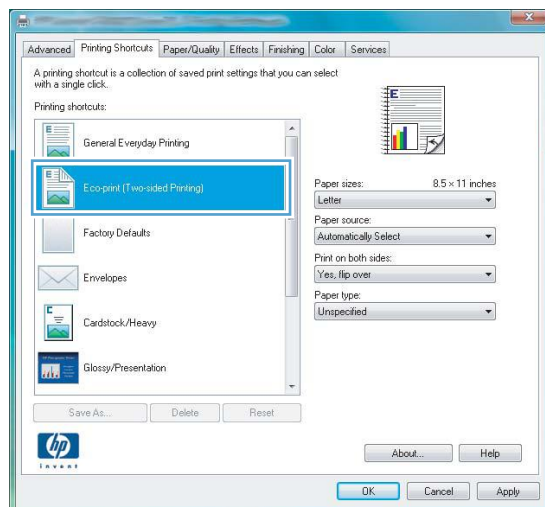 Advanced Printing Shortcuts Paper/Quality Effects Finishing Color Services
A printing shortcut is a collection of saved print settings that you can select
with a single click.
Printing shortcuts:
E
General Everyday Printing
E
Eco-print (Two-sided Printing)
Factory Defaults
Envelopes
E
Cardstock/Heavy
Glossy/Presentation
Save As... Delete Reset
E
Paper sizes: 8.5 × 11 inches
Letter
Paper source:
Automatically Select
Print on both sides:
Yes, flip over
Paper type:
Unspecified
hp
invent
About... Help
OK Cancel Apply